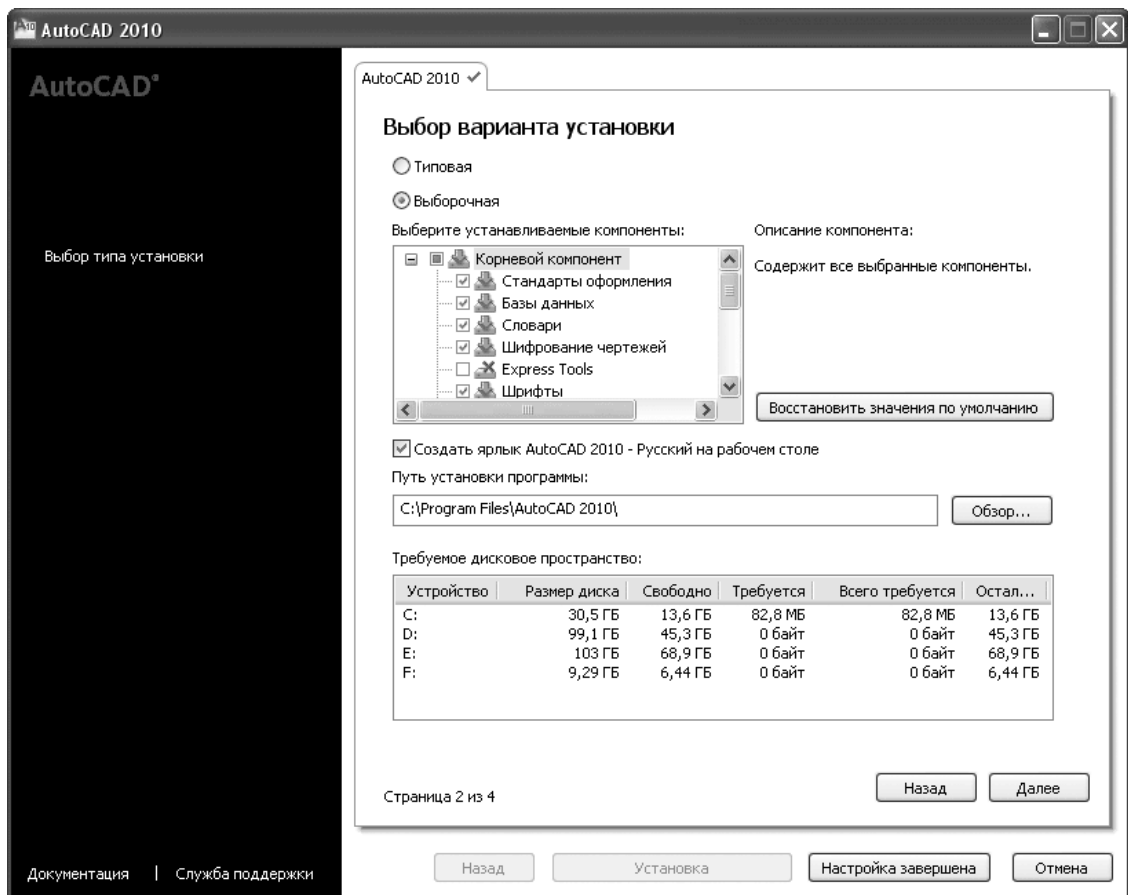 AutoCAD 2010
AutoCAD®
Выбор типа установки
Документация | Служба поддержки
AutoCAD 2010
Выбор варианта установки
Типовая
Выборочная
Выберите устанавливаемые компоненты:
Корневой компонент
Стандарты оформления
Базы данных
Словари
Шифрование чертежей
Express Tools
Шрифты
Описание компонента:
Содержит все выбранные компоненты.
Восстановить значения по умолчанию
Создать ярлык AutoCAD 2010 - Русский на рабочем столе
Путь установки программы:
C:\Program Files\AutoCAD 2010\
Обзор...
Требуемое дисковое пространство:
Устройство Размер диска Свободно Требуется Всего требуется Остал...
C: 30,5 ГБ 13,6 ГБ 82,8 МБ 82,8 МБ 13,6 ГБ
D: 99,1 ГБ 45,3 ГБ 0 байт 0 байт 45,3 ГБ
E: 103 ГБ 68,9 ГБ 0 байт 0 байт 68,9 ГБ
F: 9,29 ГБ 6,44 ГБ 0 байт 0 байт 6,44 ГБ
Страница 2 из 4
Назад Далее
Назад Установка Настройка завершена Отмена